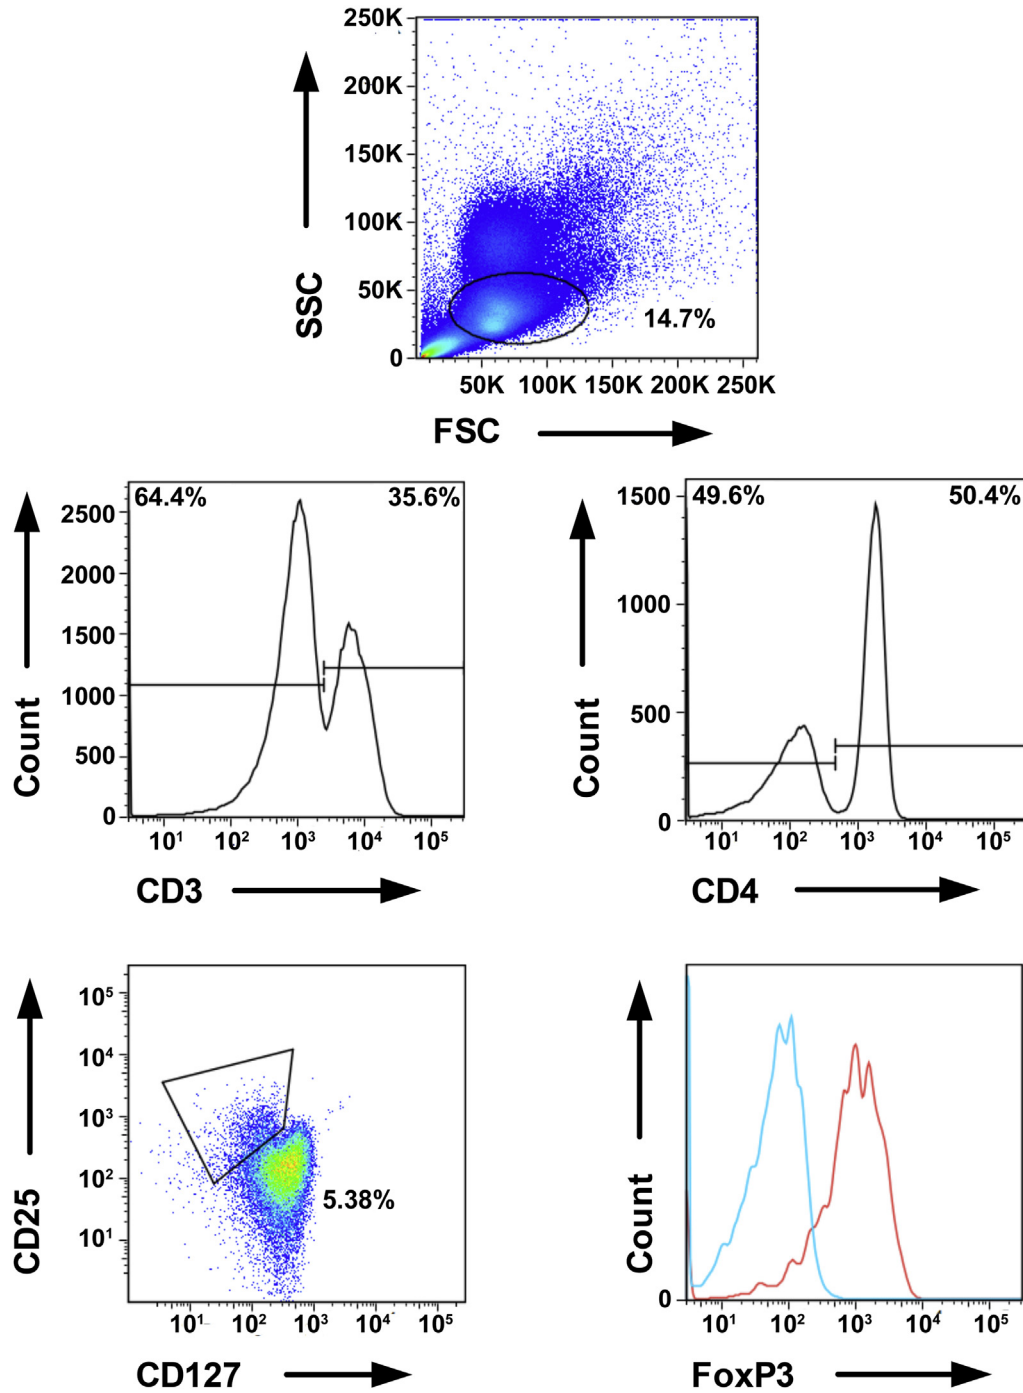 250K
200K
150K
100K
50K
0
SSC
14.7%
50K 100K 150K 200K 250K
FSC
64.4% 35.6%
2500
2000
1500
1000
500
0
Count
10¹ 10² 10³ 10⁴ 10⁵
CD3
49.6% 50.4%
1500
1000
500
0
Count
10¹ 10² 10³ 10⁴ 10⁵
CD4
10⁵
10⁴
10³
10²
10¹
CD25
5.38%
10¹ 10² 10³ 10⁴ 10⁵
CD127
Count
0
10¹ 10² 10³ 10⁴ 10⁵
FoxP3